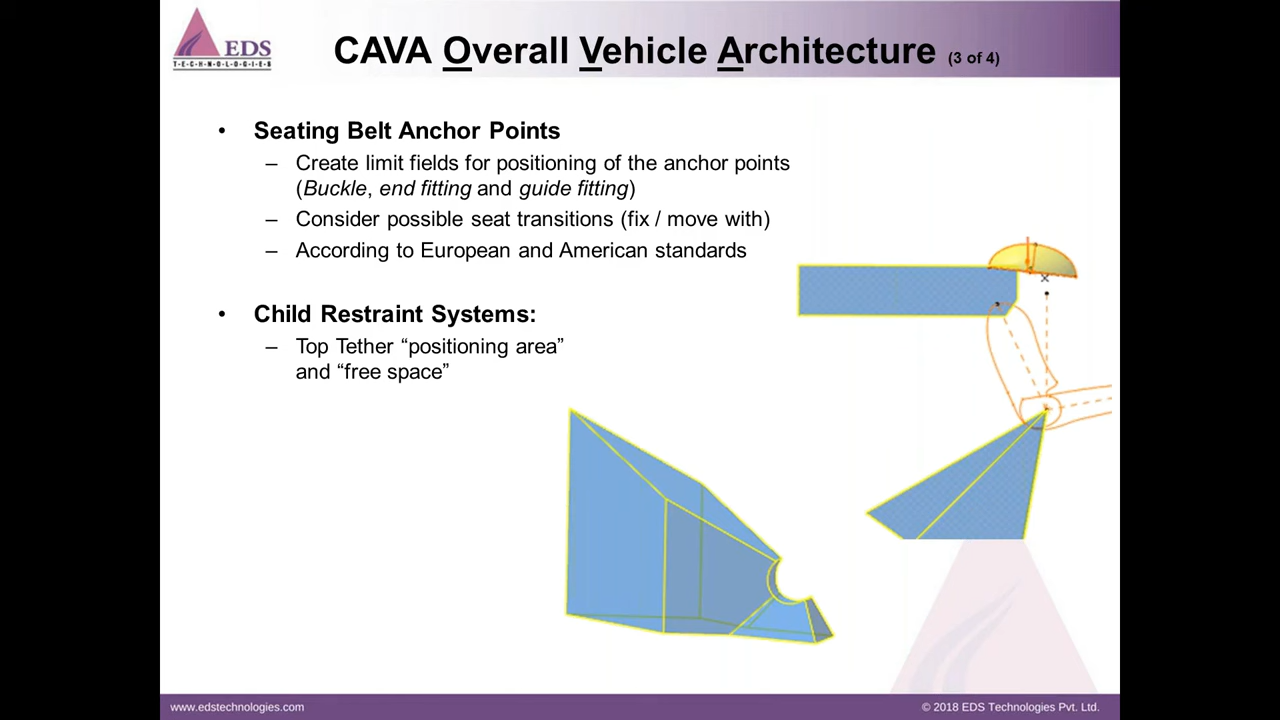 EDS
T-E-C-H-N-O-L-O-G-I-E-S
CAVA Overall Vehicle Architecture (3 of 4)
• Seating Belt Anchor Points
– Create limit fields for positioning of the anchor points
(Buckle, end fitting and guide fitting)
– Consider possible seat transitions (fix / move with)
– According to European and American standards
• Child Restraint Systems:
– Top Tether “positioning area”
and “free space”
www.edstechnologies.com
© 2018 EDS Technologies Pvt. Ltd.